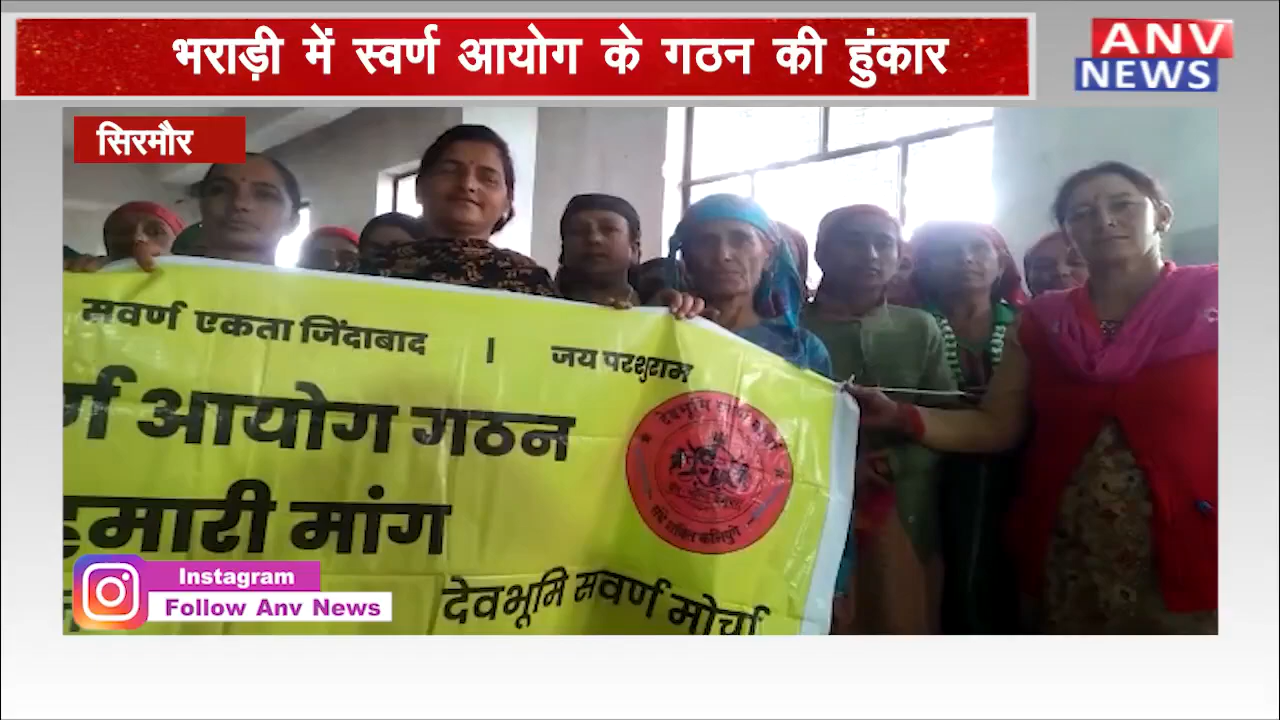 भराड़ी में स्वर्ण आयोग के गठन की हुंकार
ANV
NEWS
सिरमौर
सवर्ण एकता जिंदाबाद | जय परशुराम
आयोग गठन
हमारी मांग
देवभूमि सवर्ण मोर्चा
Instagram
Follow Anv News